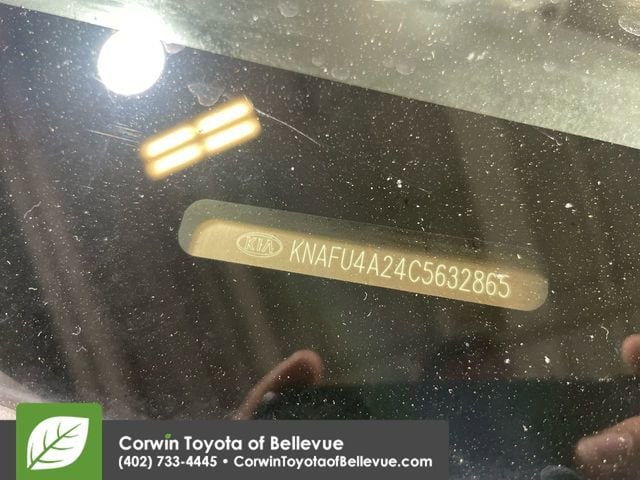 KIA KNAFU4A24C5632865
Corwin Toyota of Bellevue
(402) 733-4445 • CorwinToyotaofBellevue.com